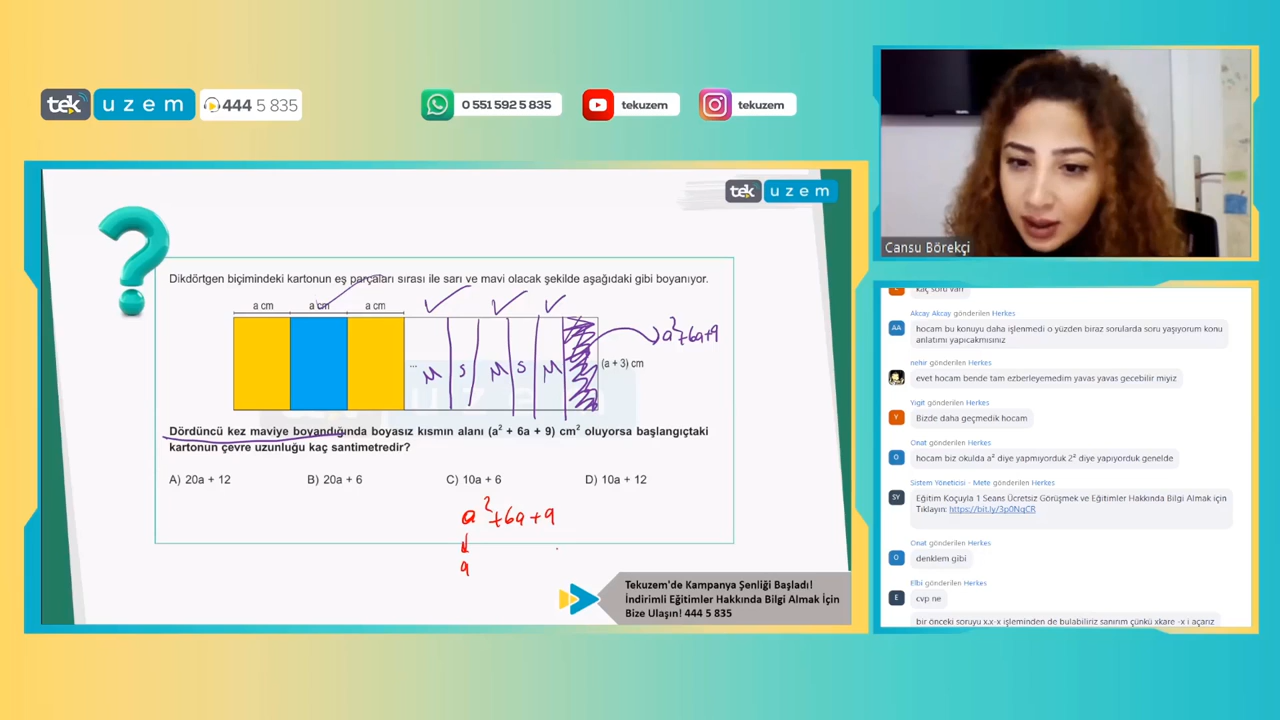 tek uzem 444 5 835
0 551 592 5 835
tekuzem
tekuzem
tek uzem
Dikdörtgen biçimindeki kartonun eş parçaları sırası ile sarı ve mavi olacak şekilde aşağıdaki gibi boyanıyor.
a cm a cm a cm
a²+6a+9
... M S M S M (a + 3) cm
uzem
Dördüncü kez maviye boyandığında boyasız kısmın alanı (a² + 6a + 9) cm² oluyorsa başlangıçtaki
kartonun çevre uzunluğu kaç santimetredir?
A) 20a + 12 B) 20a + 6 C) 10a + 6 D) 10a + 12
a²+6a+9
a
Tekuzem'de Kampanya Şenliği Başladı!
İndirimli Eğitimler Hakkında Bilgi Almak İçin
Bize Ulaşın! 444 5 835
Cansu Börekçi
kaç soru var!
Akcay Akcay gönderilen Herkes
AA
hocam bu konuyu daha işlenmedi o yüzden biraz sorularda soru yaşıyorum konu
anlatımı yapıcakmısınız
nehir gönderilen Herkes
evet hocam bende tam ezberleyemedim yavas yavas gecebilir miyiz
Yigit gönderilen Herkes
Y
Bizde daha geçmedik hocam
Onat gönderilen Herkes
O
hocam biz okulda a² diye yapmıyorduk 2² diye yapıyorduk genelde
Sistem Yöneticisi - Mete gönderilen Herkes
SY
Eğitim Koçuyla 1 Seans Ücretsiz Görüşmek ve Eğitimler Hakkında Bilgi Almak için
Tıklayın: https://bit.ly/3p0NqCR
Onat gönderilen Herkes
O
denklem gibi
Elbi gönderilen Herkes
E
cvp ne
bir önceki soruyu x.x-x işleminden de bulabiliriz sanırım çünkü xkare -x i açarız